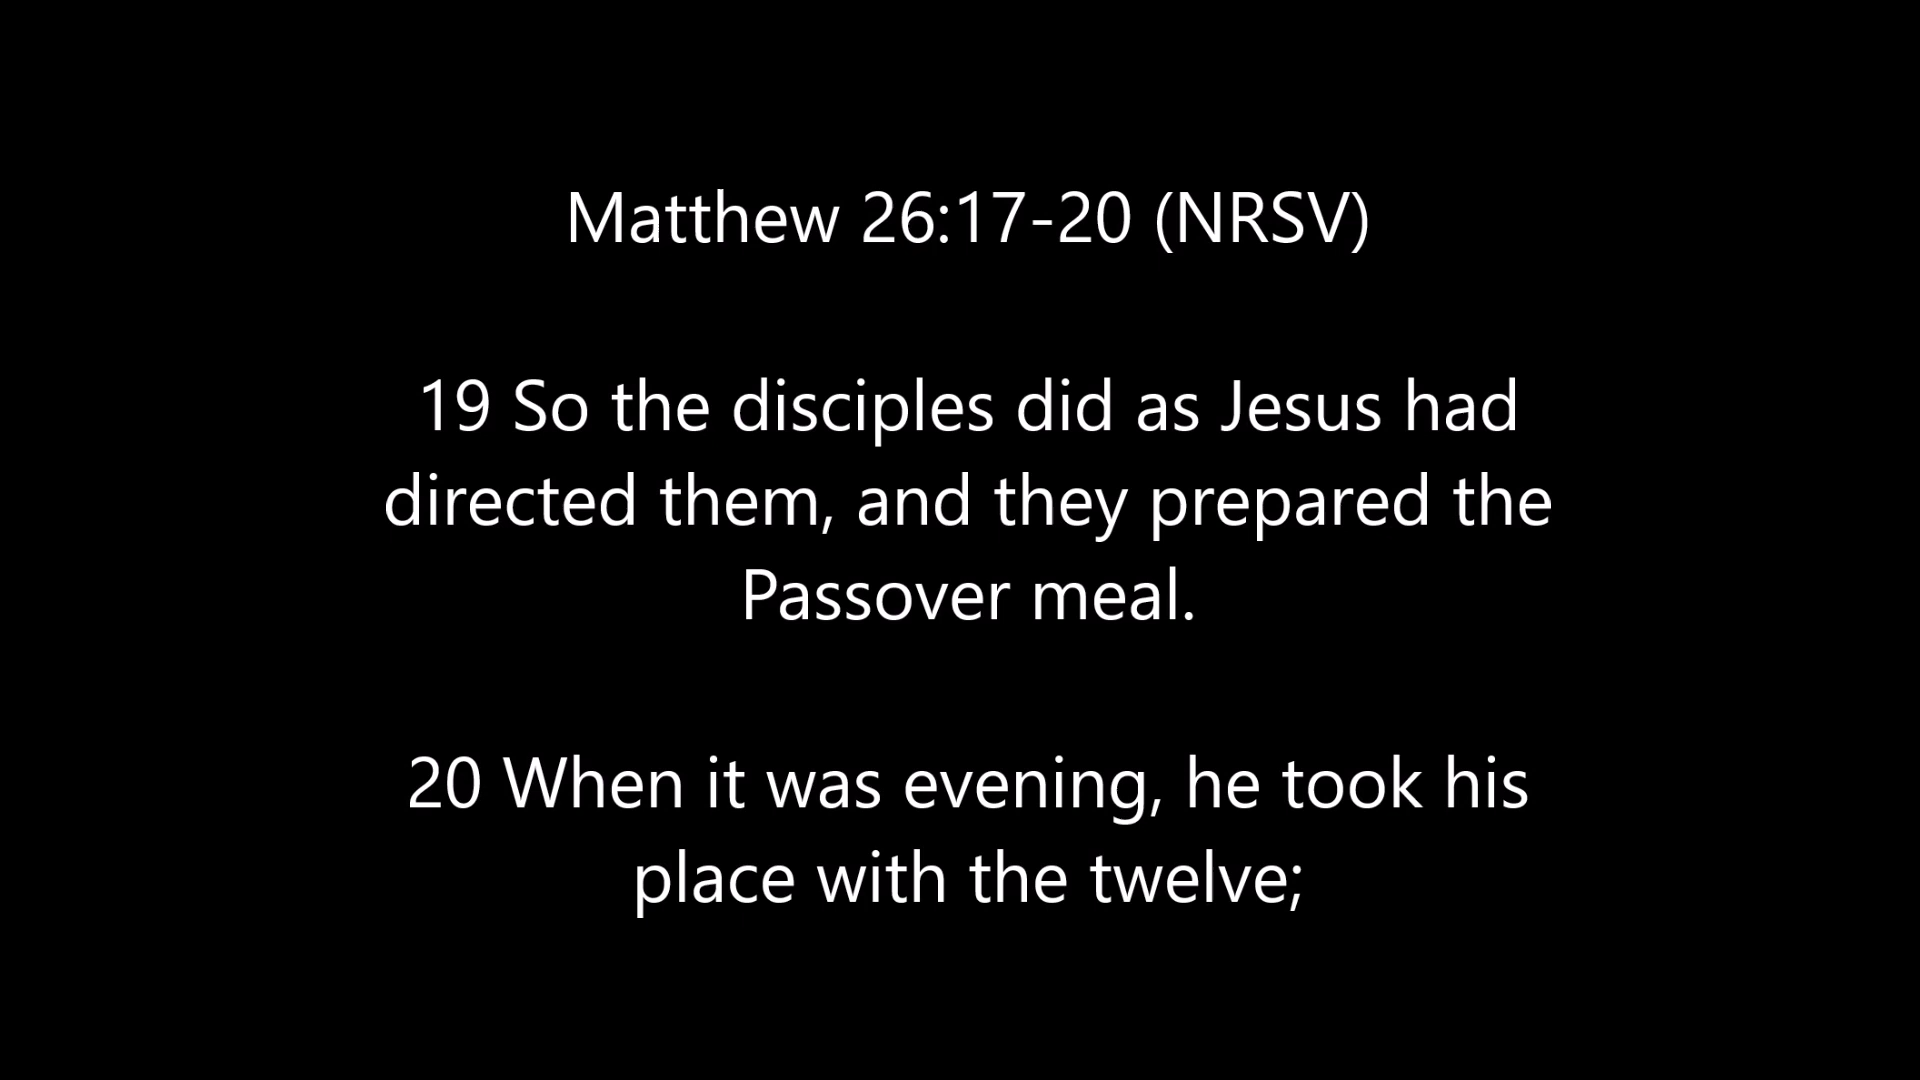 Matthew 26:17-20 (NRSV)
19 So the disciples did as Jesus had
directed them, and they prepared the
Passover meal.
20 When it was evening, he took his
place with the twelve;